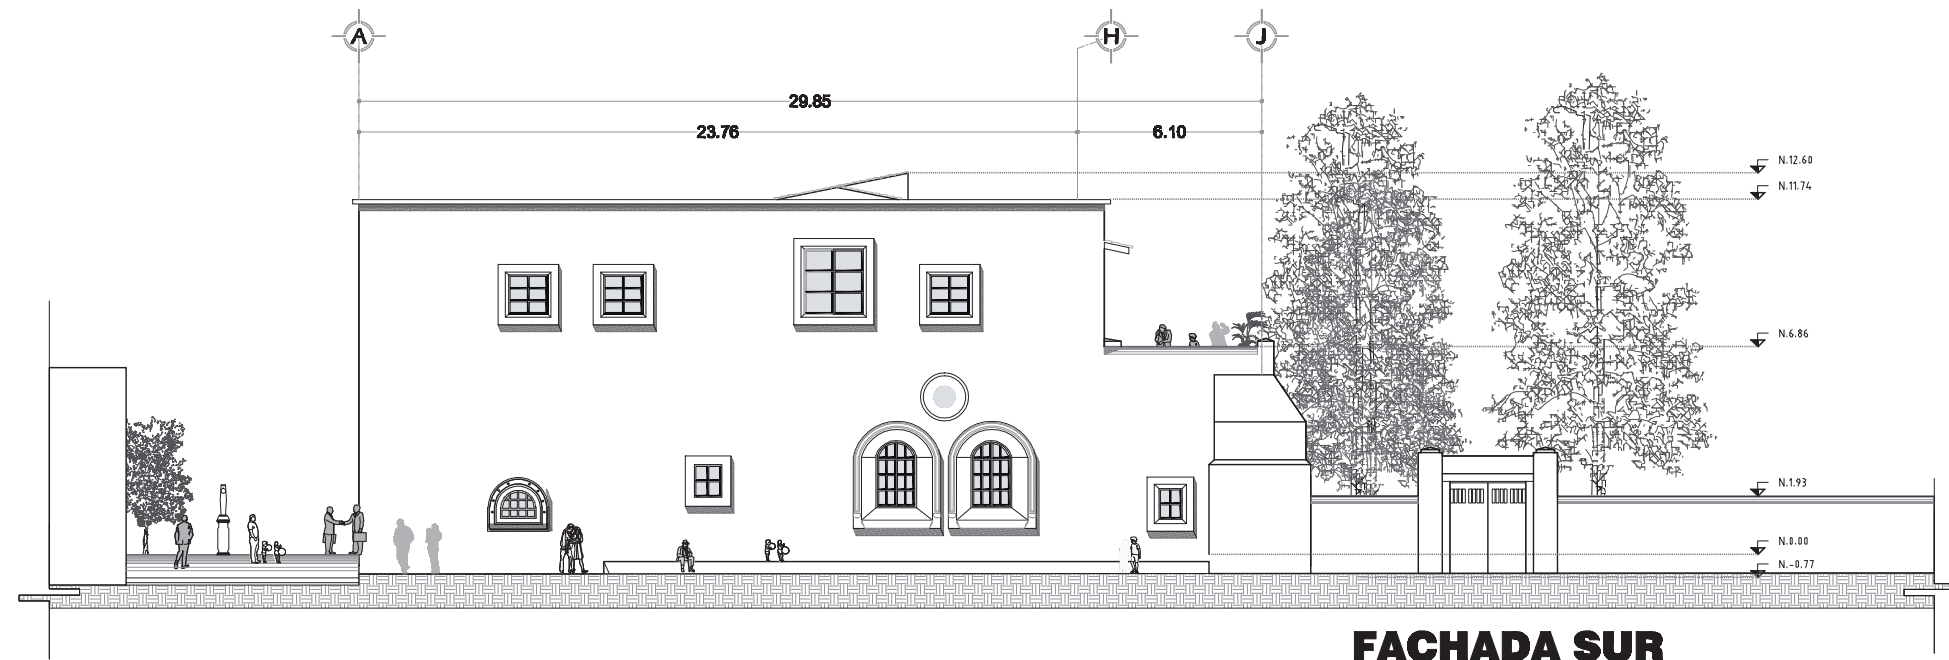 A H J
29.85
23.76 6.10
N.12.60
N.11.74
N.6.86
N.1.93
N.0.00
N.-0.77
FACHADA SUR